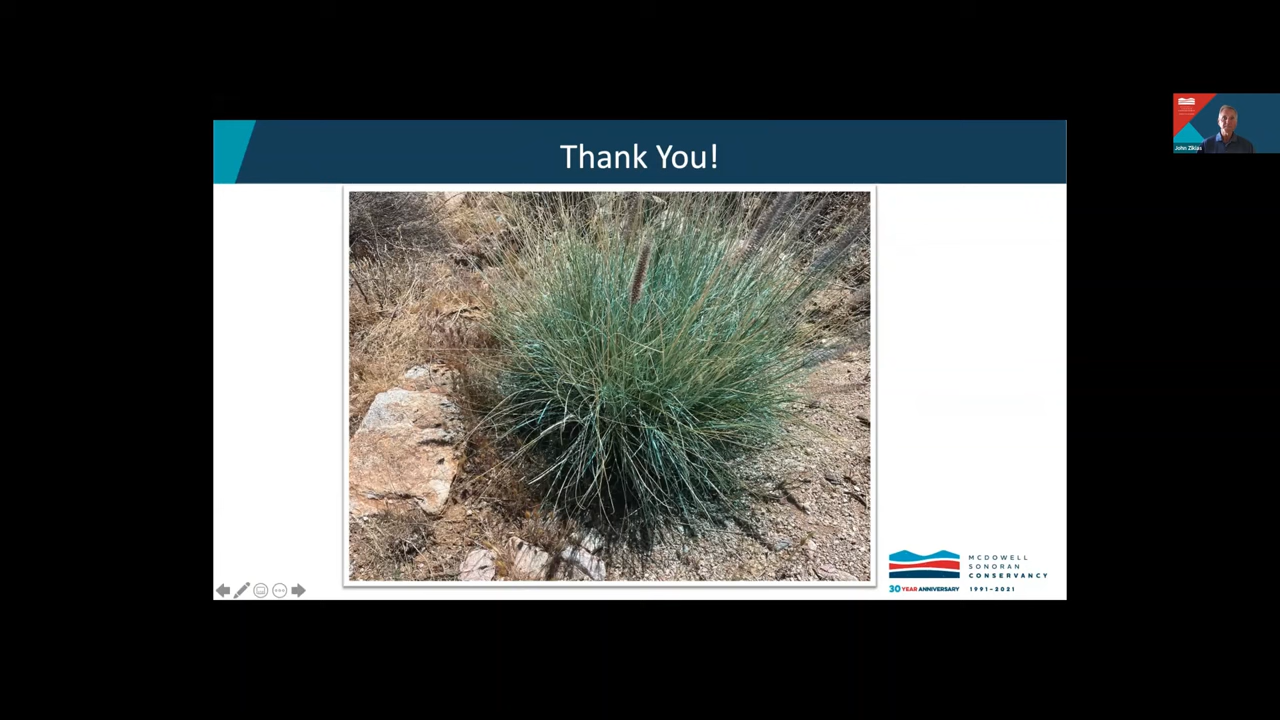 Thank You!
John Zikias
MCDOWELL
SONORAN
CONSERVANCY
30 YEAR ANNIVERSARY 1991-2021